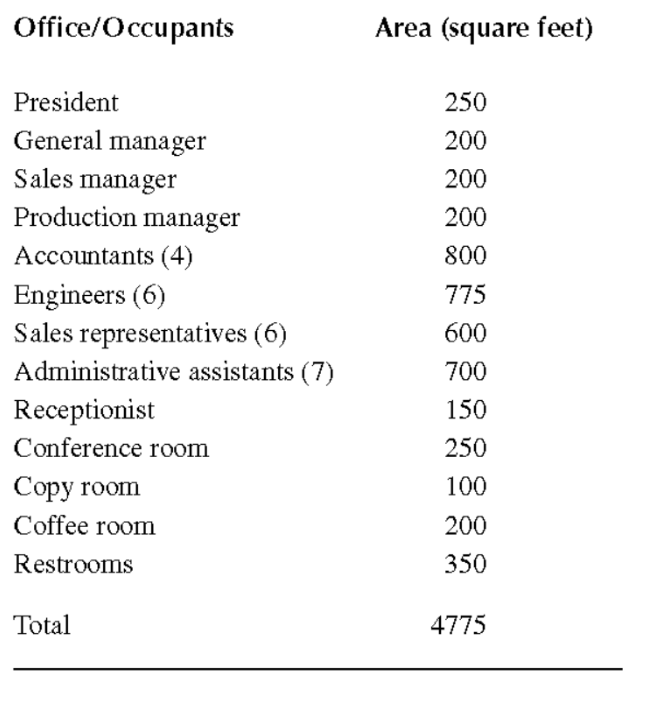 Office/Occupants Area (square feet)
President 250
General manager 200
Sales manager 200
Production manager 200
Accountants (4) 800
Engineers (6) 775
Sales representatives (6) 600
Administrative assistants (7) 700
Receptionist 150
Conference room 250
Copy room 100
Coffee room 200
Restrooms 350
Total 4775